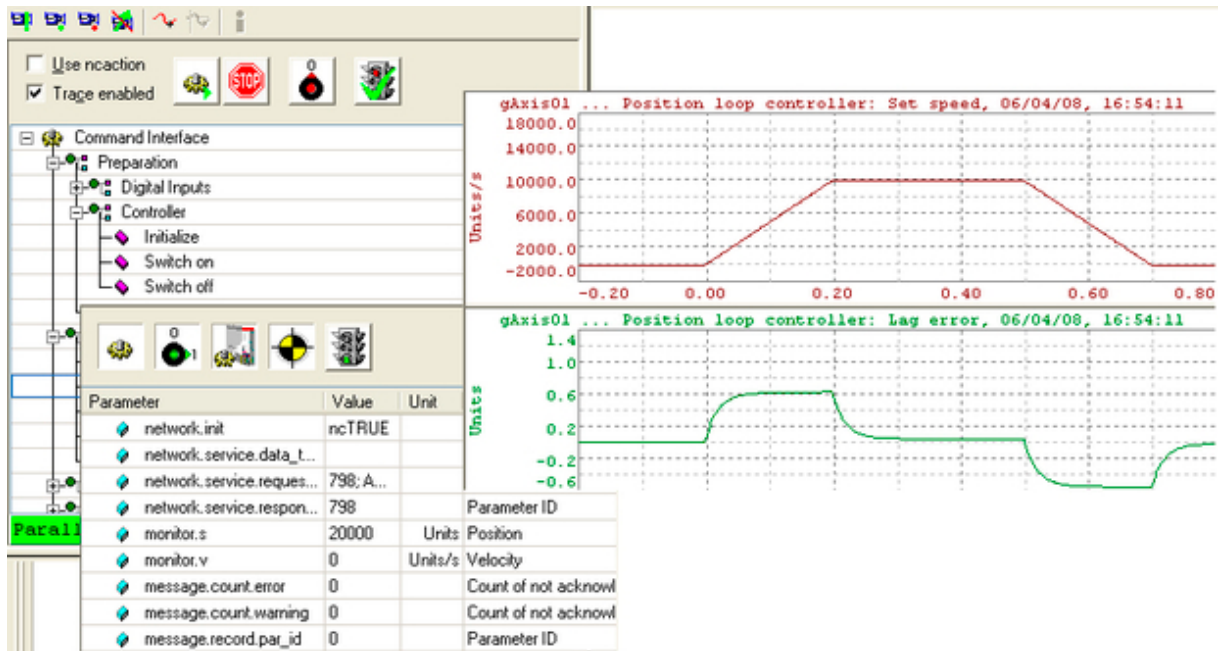 Use ncaction
Trace enabled
STOP
0
Command Interface
Preparation
Digital Inputs
Controller
Initialize
Switch on
Switch off
gAxis01 ... Position loop controller: Set speed, 06/04/08, 16:54:11
18000.0
14000.0
10000.0
6000.0
2000.0
-2000.0
Units/s
-0.20 0.00 0.20 0.40 0.60 0.80
gAxis01 ... Position loop controller: Lag error, 06/04/08, 16:54:11
1.4
1.0
0.6
0.2
-0.2
-0.6
Units
0 1
Parameter Value Unit
network.init ncTRUE
network.service.data_t...
network.service.reques... 798; A...
network.service.respon... 798 Parameter ID
monitor.s 20000 Units Position
monitor.v 0 Units/s Velocity
message.count.error 0 Count of not acknowl
message.count.warning 0 Count of not acknowl
message.record.par_id 0 Parameter ID
Parall